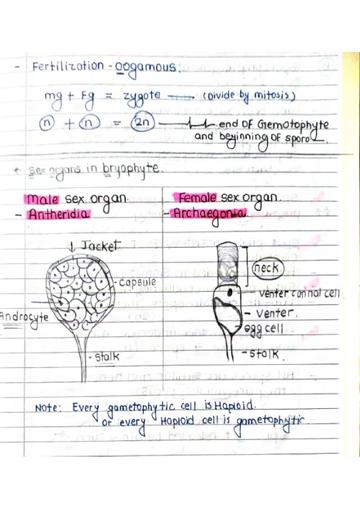 - Fertilization - oogamous.
mg + Fg = zygote —— (Divide by mitosis)
(n) + (n) = (2n) —— end of Gemotophyte
and beginning of sporo
sex organs in bryophyte.
Male sex organ.
- Antheridia
Female sex organ.
- Archaegonia.
↓ Jacket
- capsule
Androcyte
- stalk
neck
venter cannal cell
- venter.
egg cell
- stalk.
Note: Every gametophytic cell is Haploid.
or every Haploid cell is gametophytic